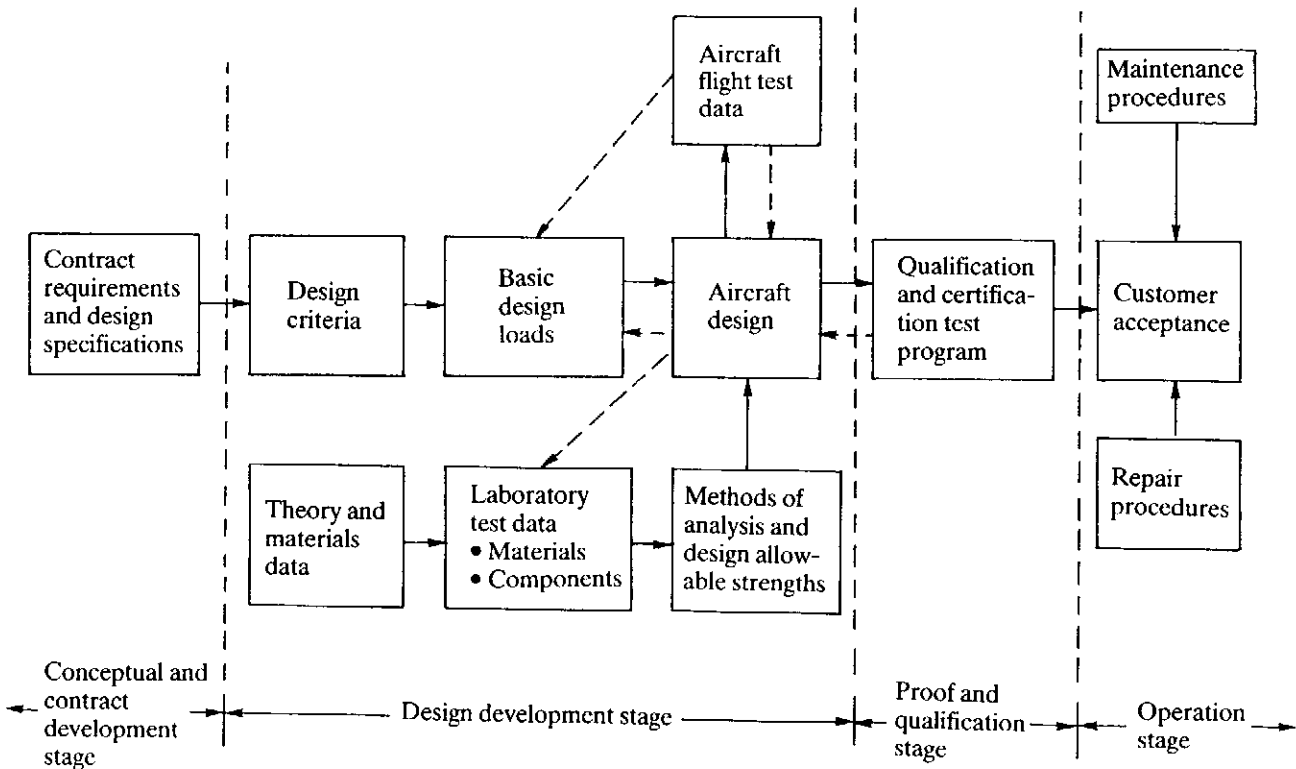 Aircraft
flight test
data
Maintenance
procedures
Contract
requirements
and design
specifications
Design
criteria
Basic
design
loads
Aircraft
design
Qualification
and certifica-
tion test
program
Customer
acceptance
Theory and
materials
data
Laboratory
test data
• Materials
• Components
Methods of
analysis and
design allow-
able strengths
Repair
procedures
Conceptual and
contract
development
stage
Design development stage
Proof and
qualification
stage
Operation
stage